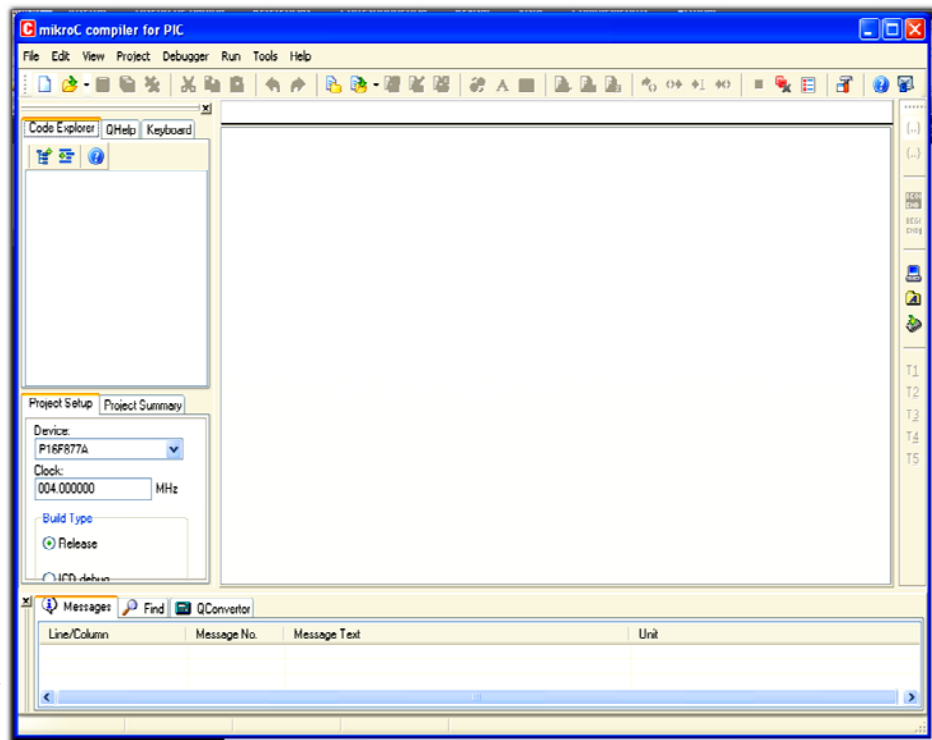 mikroC compiler for PIC
File Edit View Project Debugger Run Tools Help
Code Explorer QHelp Keyboard
Project Setup Project Summary
Device:
P16F877A
Clock:
004.000000 MHz
Build Type
Release
ICD debug
T1
T2
T3
T4
T5
Messages Find QConvertor
Line/Column Message No. Message Text Unit